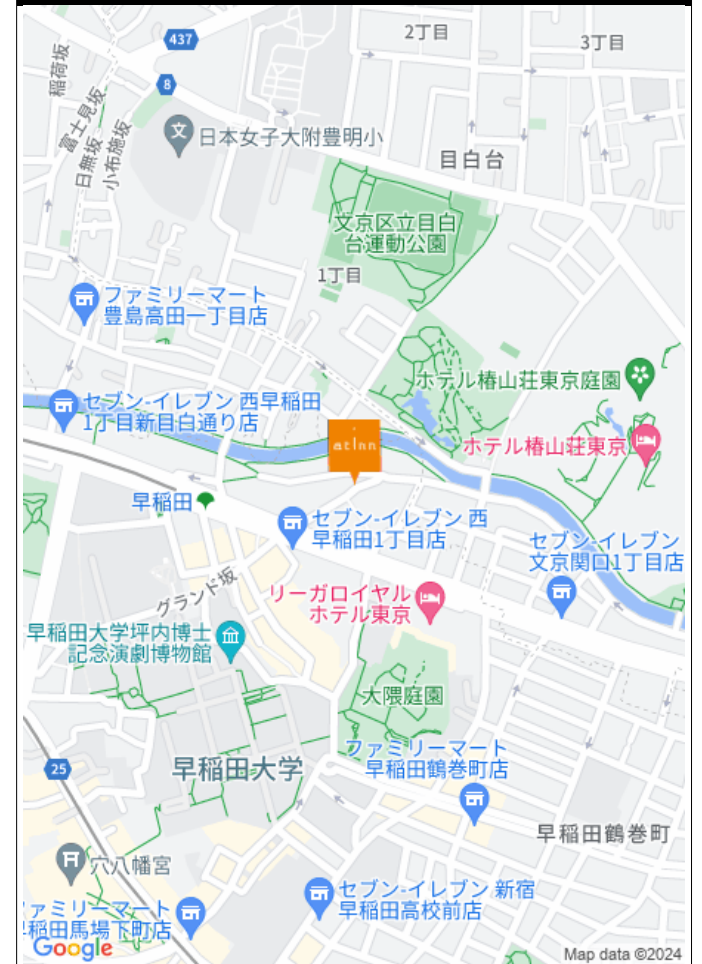 2丁目
437
3丁目
稲荷坂
8
富士見坂
日無坂
小布施坂
日本女子大附豊明小
目白台
文京区立目白
台運動公園
1丁目
ファミリーマート
豊島高田一丁目店
ホテル椿山荘東京庭園
セブン-イレブン 西早稲田
1丁目新目白通り店
at Inn
ホテル椿山荘東京
早稲田
セブン-イレブン 西
早稲田1丁目店
セブン-イレブン
文京関口1丁目店
グランド坂
リーガロイヤル
ホテル東京
早稲田大学坪内博士
記念演劇博物館
大隈庭園
ファミリーマート
早稲田鶴巻町店
25
早稲田大学
早稲田鶴巻町
穴八幡宮
セブン-イレブン 新宿
早稲田高校前店
ァミリーマート
稲田馬場下町店
Google
Map data ©2024